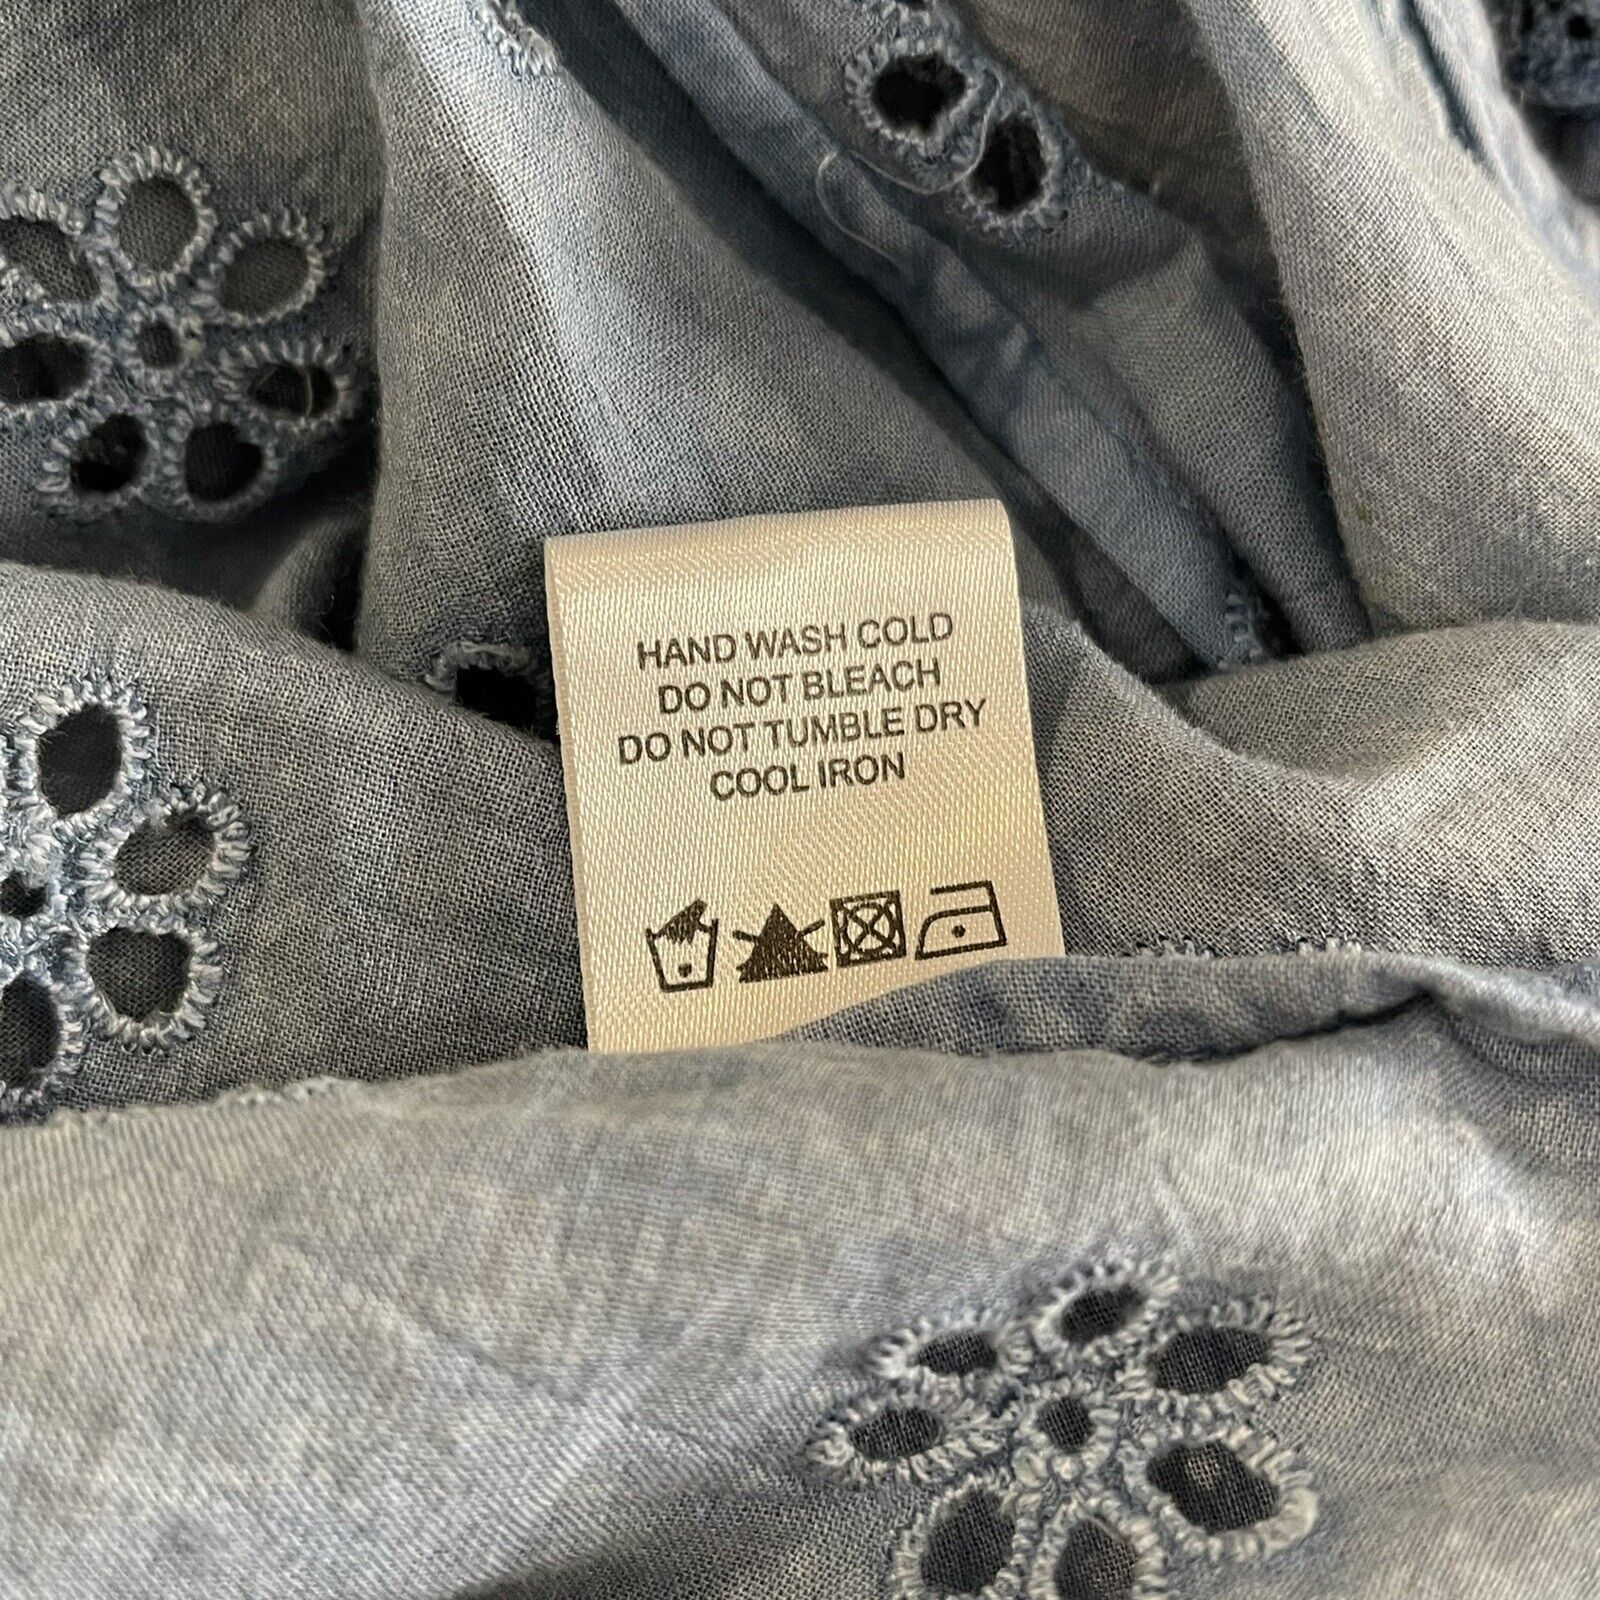 HAND WASH COLD
DO NOT BLEACH
DO NOT TUMBLE DRY
COOL IRON